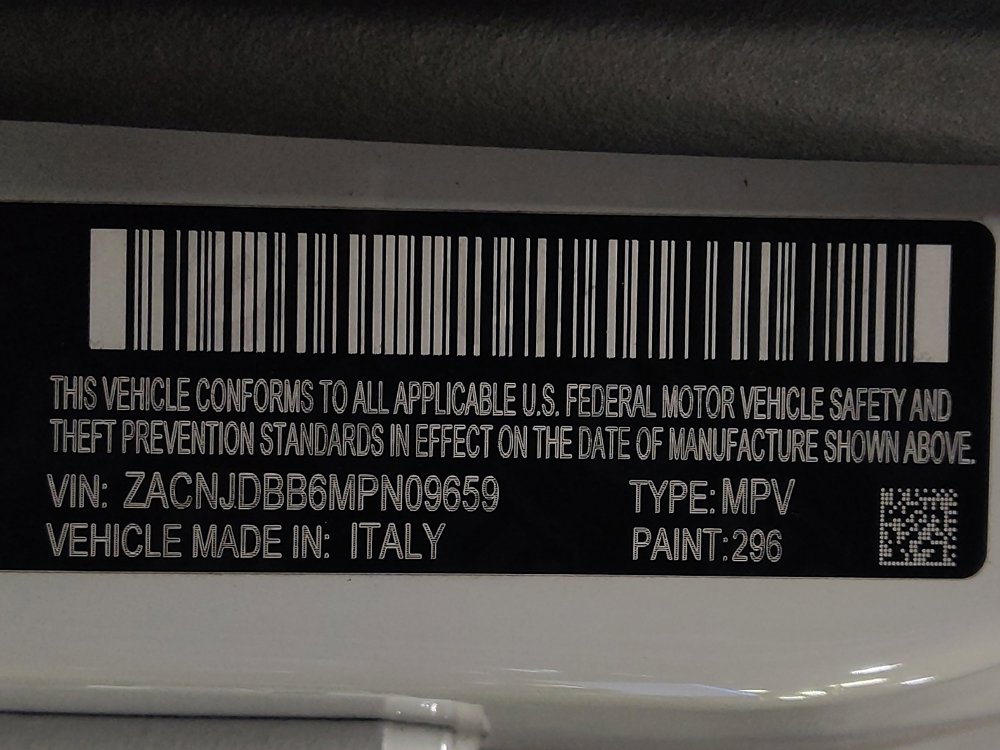 THIS VEHICLE CONFORMS TO ALL APPLICABLE U.S. FEDERAL MOTOR VEHICLE SAFETY AND
THEFT PREVENTION STANDARDS IN EFFECT ON THE DATE OF MANUFACTURE SHOWN ABOVE.
VIN: ZACNJDBB6MPN09659 TYPE: MPV
VEHICLE MADE IN: ITALY PAINT: 296